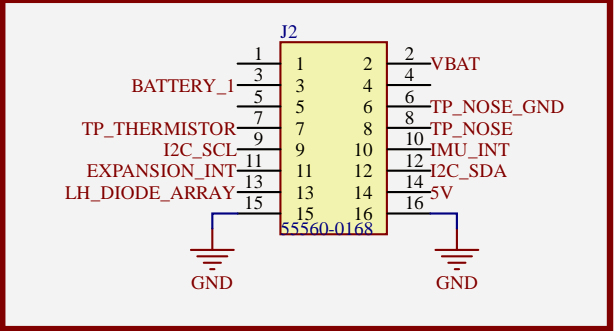 J2
1 1 2 2 VBAT
BATTERY_1 3 3 4 4
5 5 6 6 TP_NOSE_GND
TP_THERMISTOR 7 7 8 8 TP_NOSE
I2C_SCL 9 9 10 10 IMU_INT
EXPANSION_INT 11 11 12 12 I2C_SDA
LH_DIODE_ARRAY 13 13 14 14 5V
15 15 16 16
55560-0168
GND GND